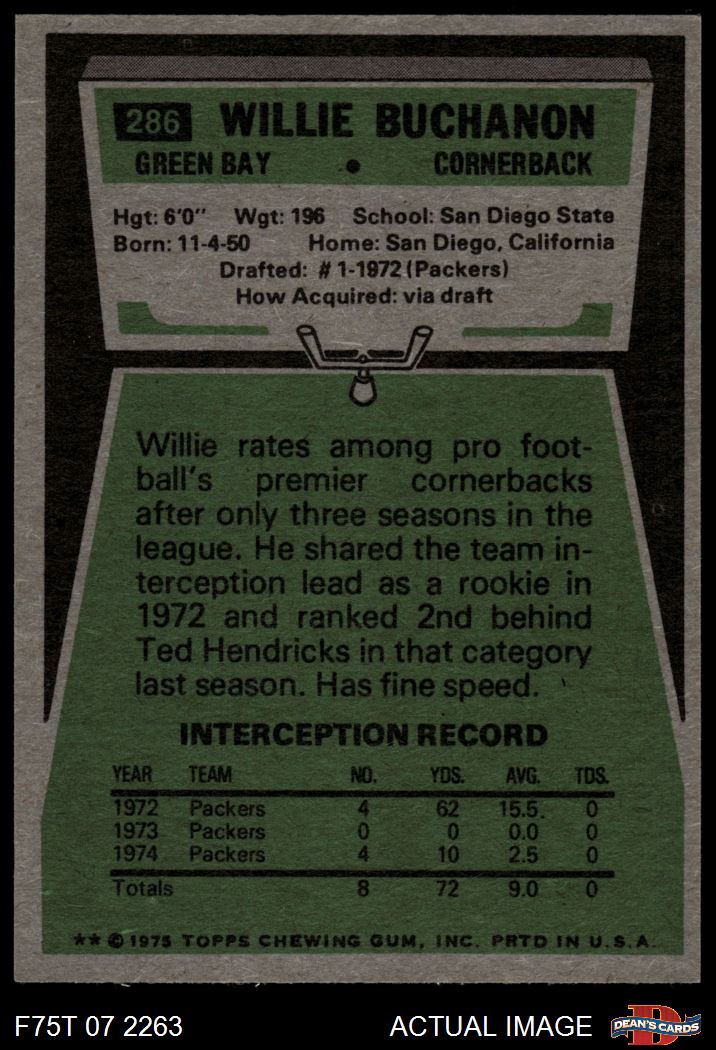 286 WILLIE BUCHANON
GREEN BAY • CORNERBACK
Hgt: 6'0" Wgt: 196 School: San Diego State
Born: 11-4-50 Home: San Diego, California
Drafted: #1-1972 (Packers)
How Acquired: via draft
Willie rates among pro foot-
ball's premier cornerbacks
after only three seasons in the
league. He shared the team in-
terception lead as a rookie in
1972 and ranked 2nd behind
Ted Hendricks in that category
last season. Has fine speed.
INTERCEPTION RECORD
YEAR TEAM NO. YDS. AVG. TDS.
1972 Packers 4 62 15.5 0
1973 Packers 0 0 0.0 0
1974 Packers 4 10 2.5 0
Totals 8 72 9.0 0
** © 1975 TOPPS CHEWING GUM, INC. PRTD IN U.S.A.
F75T 07 2263 ACTUAL IMAGE D DEAN'S CARDS